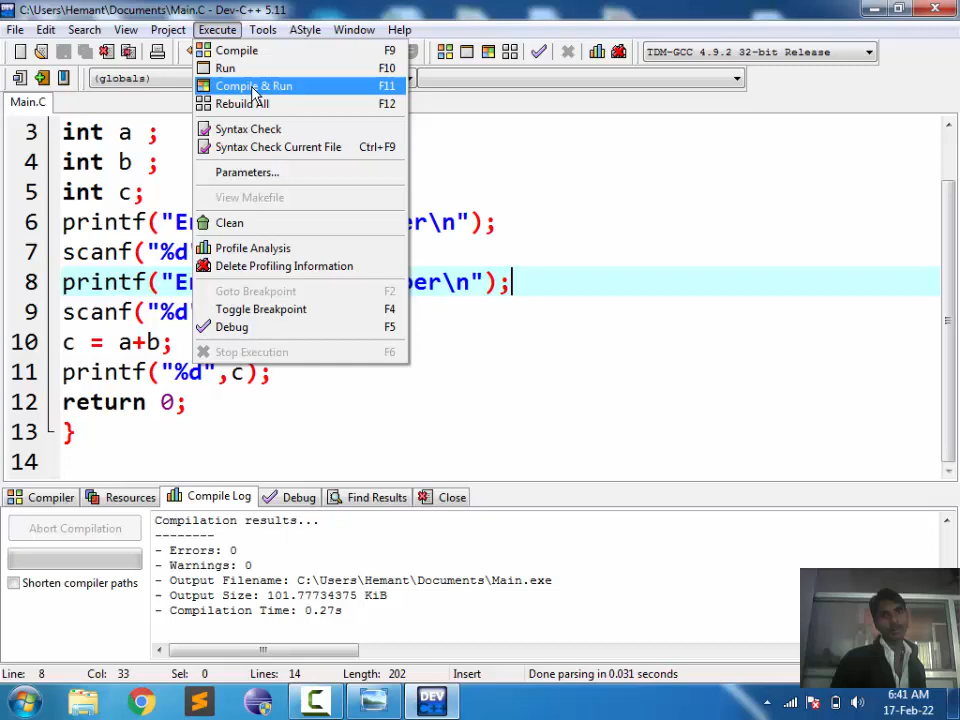 C:\Users\Hemant\Documents\Main.C - Dev-C++ 5.11
File Edit Search View Project Execute Tools AStyle Window Help
TDM-GCC 4.9.2 32-bit Release
(globals)
Main.C
Compile F9
Run F10
Compile & Run F11
Rebuild All F12
Syntax Check
Syntax Check Current File Ctrl+F9
Parameters...
View Makefile
Clean
Profile Analysis
Delete Profiling Information
Goto Breakpoint F2
Toggle Breakpoint F4
Debug F5
Stop Execution F6
3 int a ;
4 int b ;
5 int c;
6 printf("En ber\n");
7 scanf("%d"
8 printf("En ber\n");
9 scanf("%d"
10 c = a+b;
11 printf("%d",c);
12 return 0;
13 }
14
Compiler Resources Compile Log Debug Find Results Close
Abort Compilation
Shorten compiler paths
Compilation results...
--------
- Errors: 0
- Warnings: 0
- Output Filename: C:\Users\Hemant\Documents\Main.exe
- Output Size: 101.77734375 KiB
- Compilation Time: 0.27s
Line: 8 Col: 33 Sel: 0 Lines: 14 Length: 202 Insert Done parsing in 0.031 seconds
DEV C++
6:41 AM
17-Feb-22